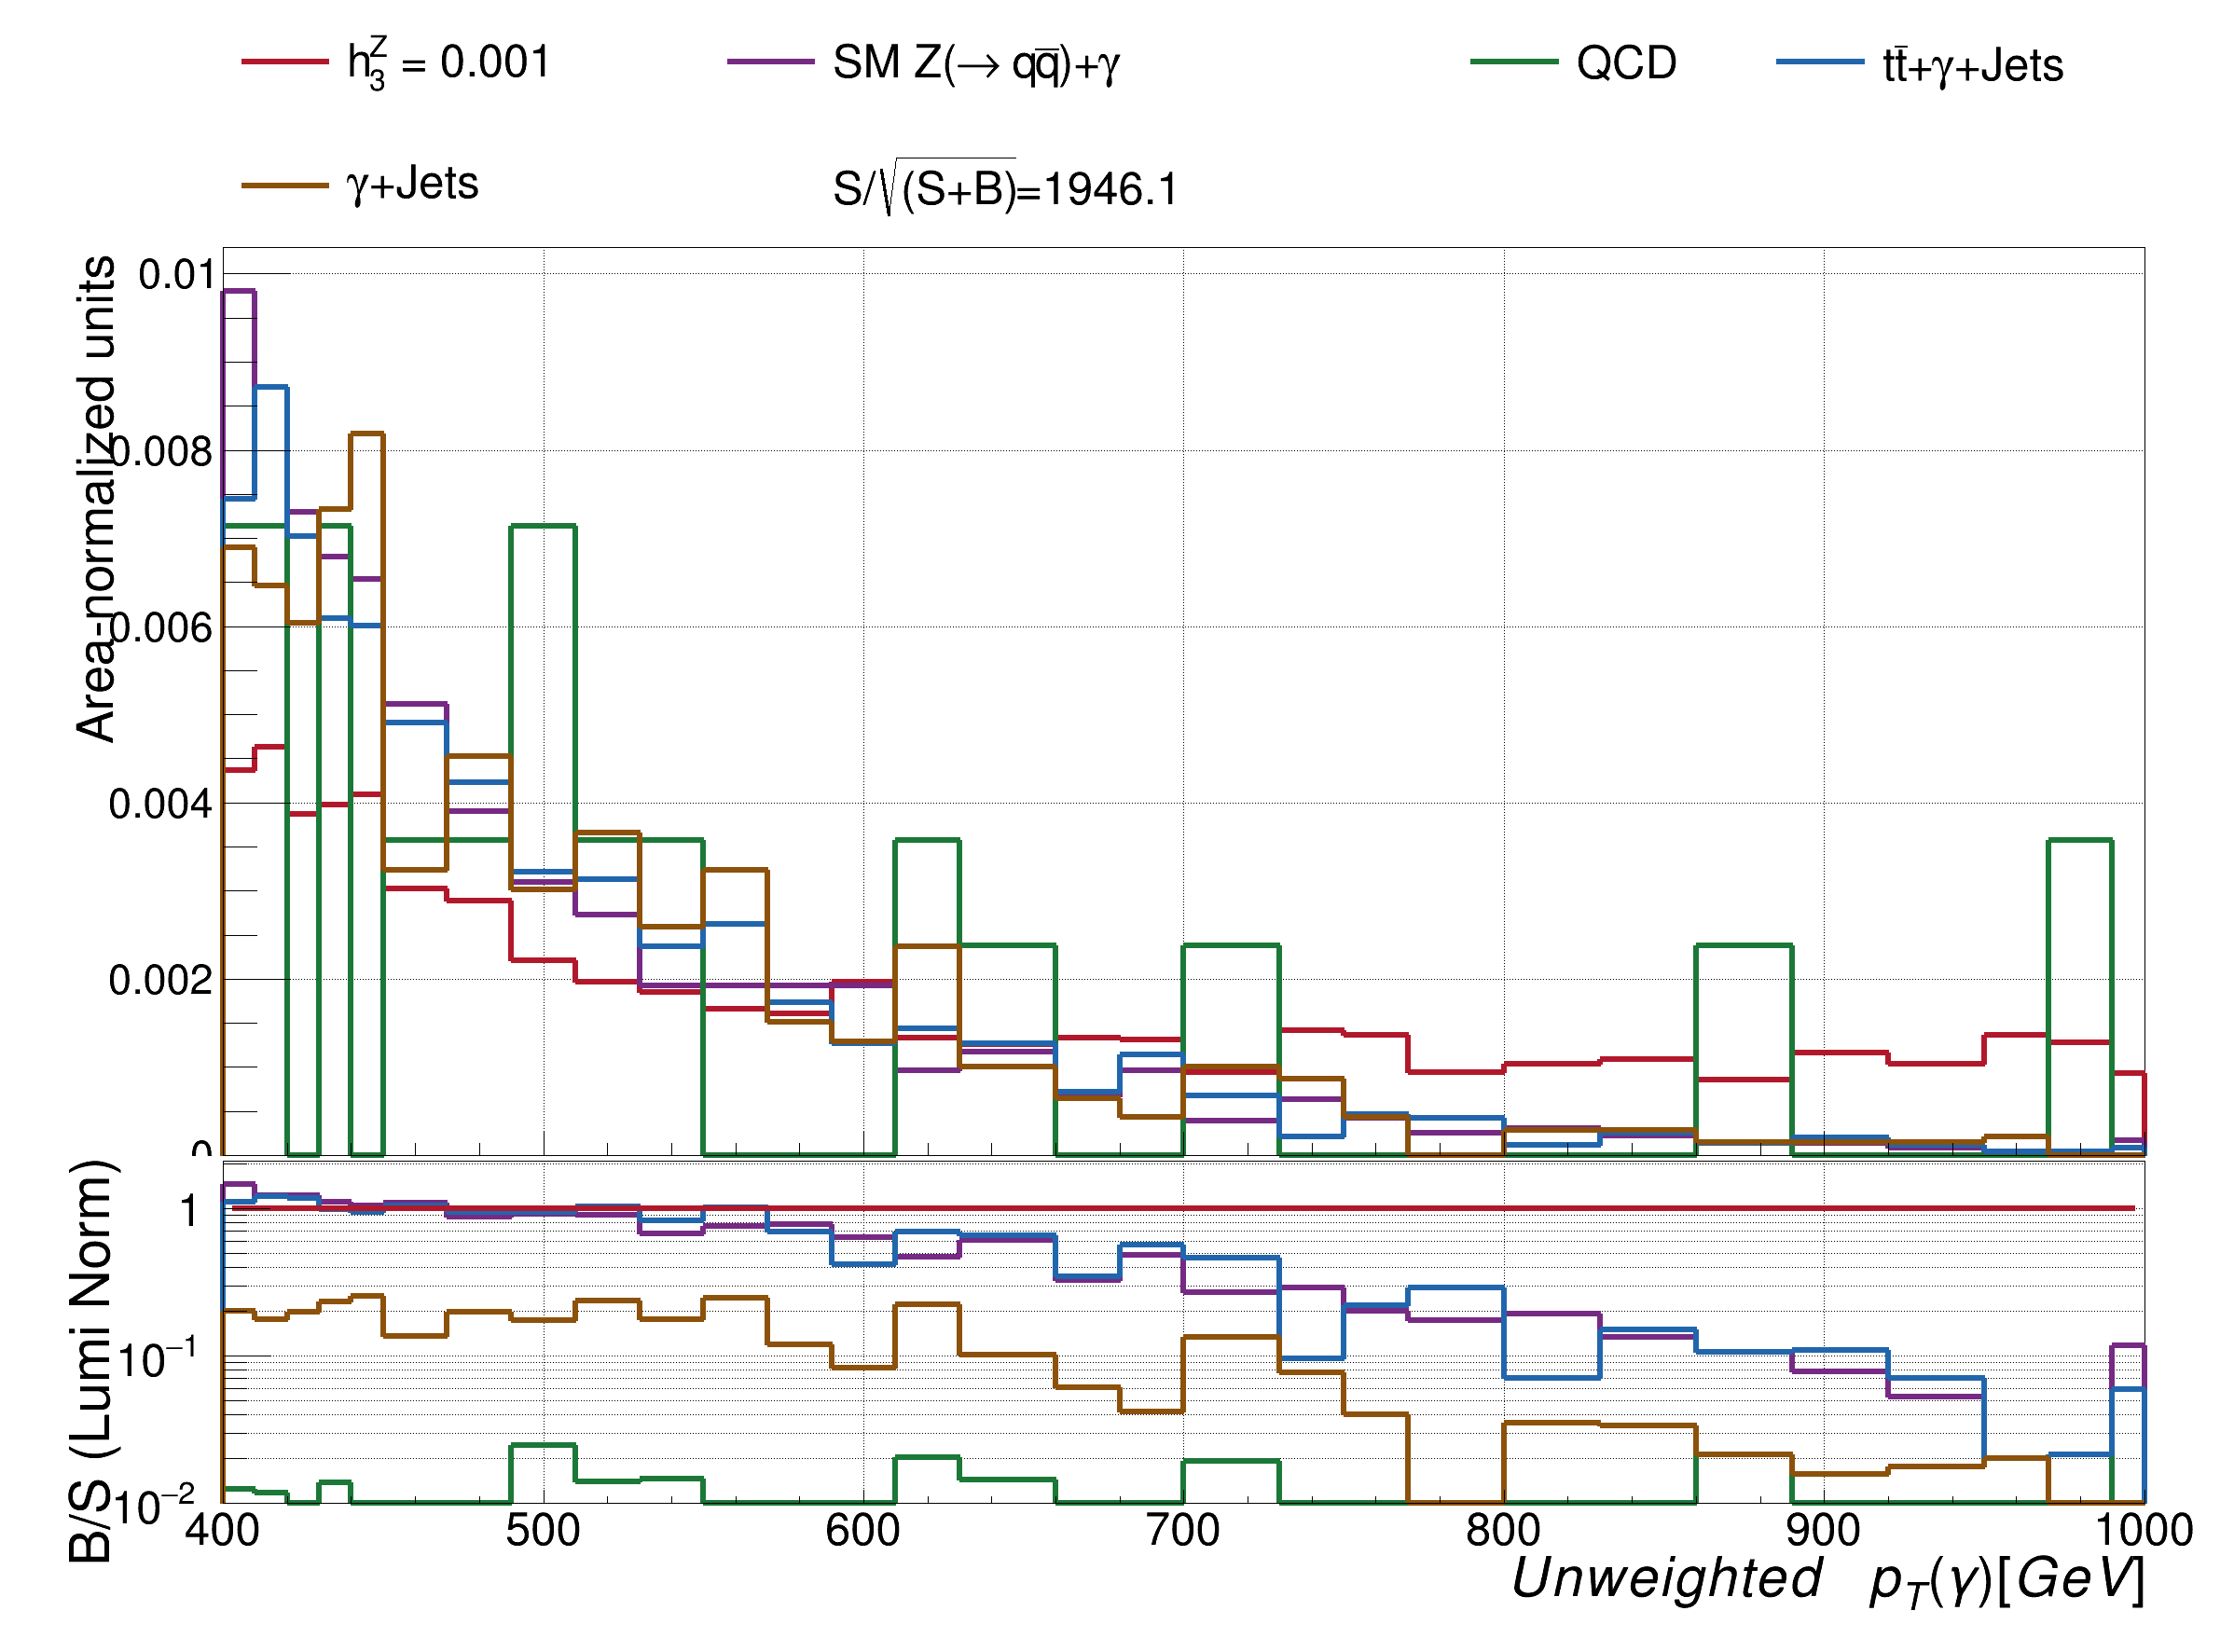 h₃ᶻ = 0.001
SM Z(→ qq̅)+γ
QCD
tt̄+γ+Jets
γ+Jets
S/√(S+B)=1946.1
Area-normalized units
0.01
0.008
0.006
0.004
0.002
0
B/S (Lumi Norm)
1
10⁻¹
10⁻²
400 500 600 700 800 900 1000
Unweighted p_T(γ)[GeV]